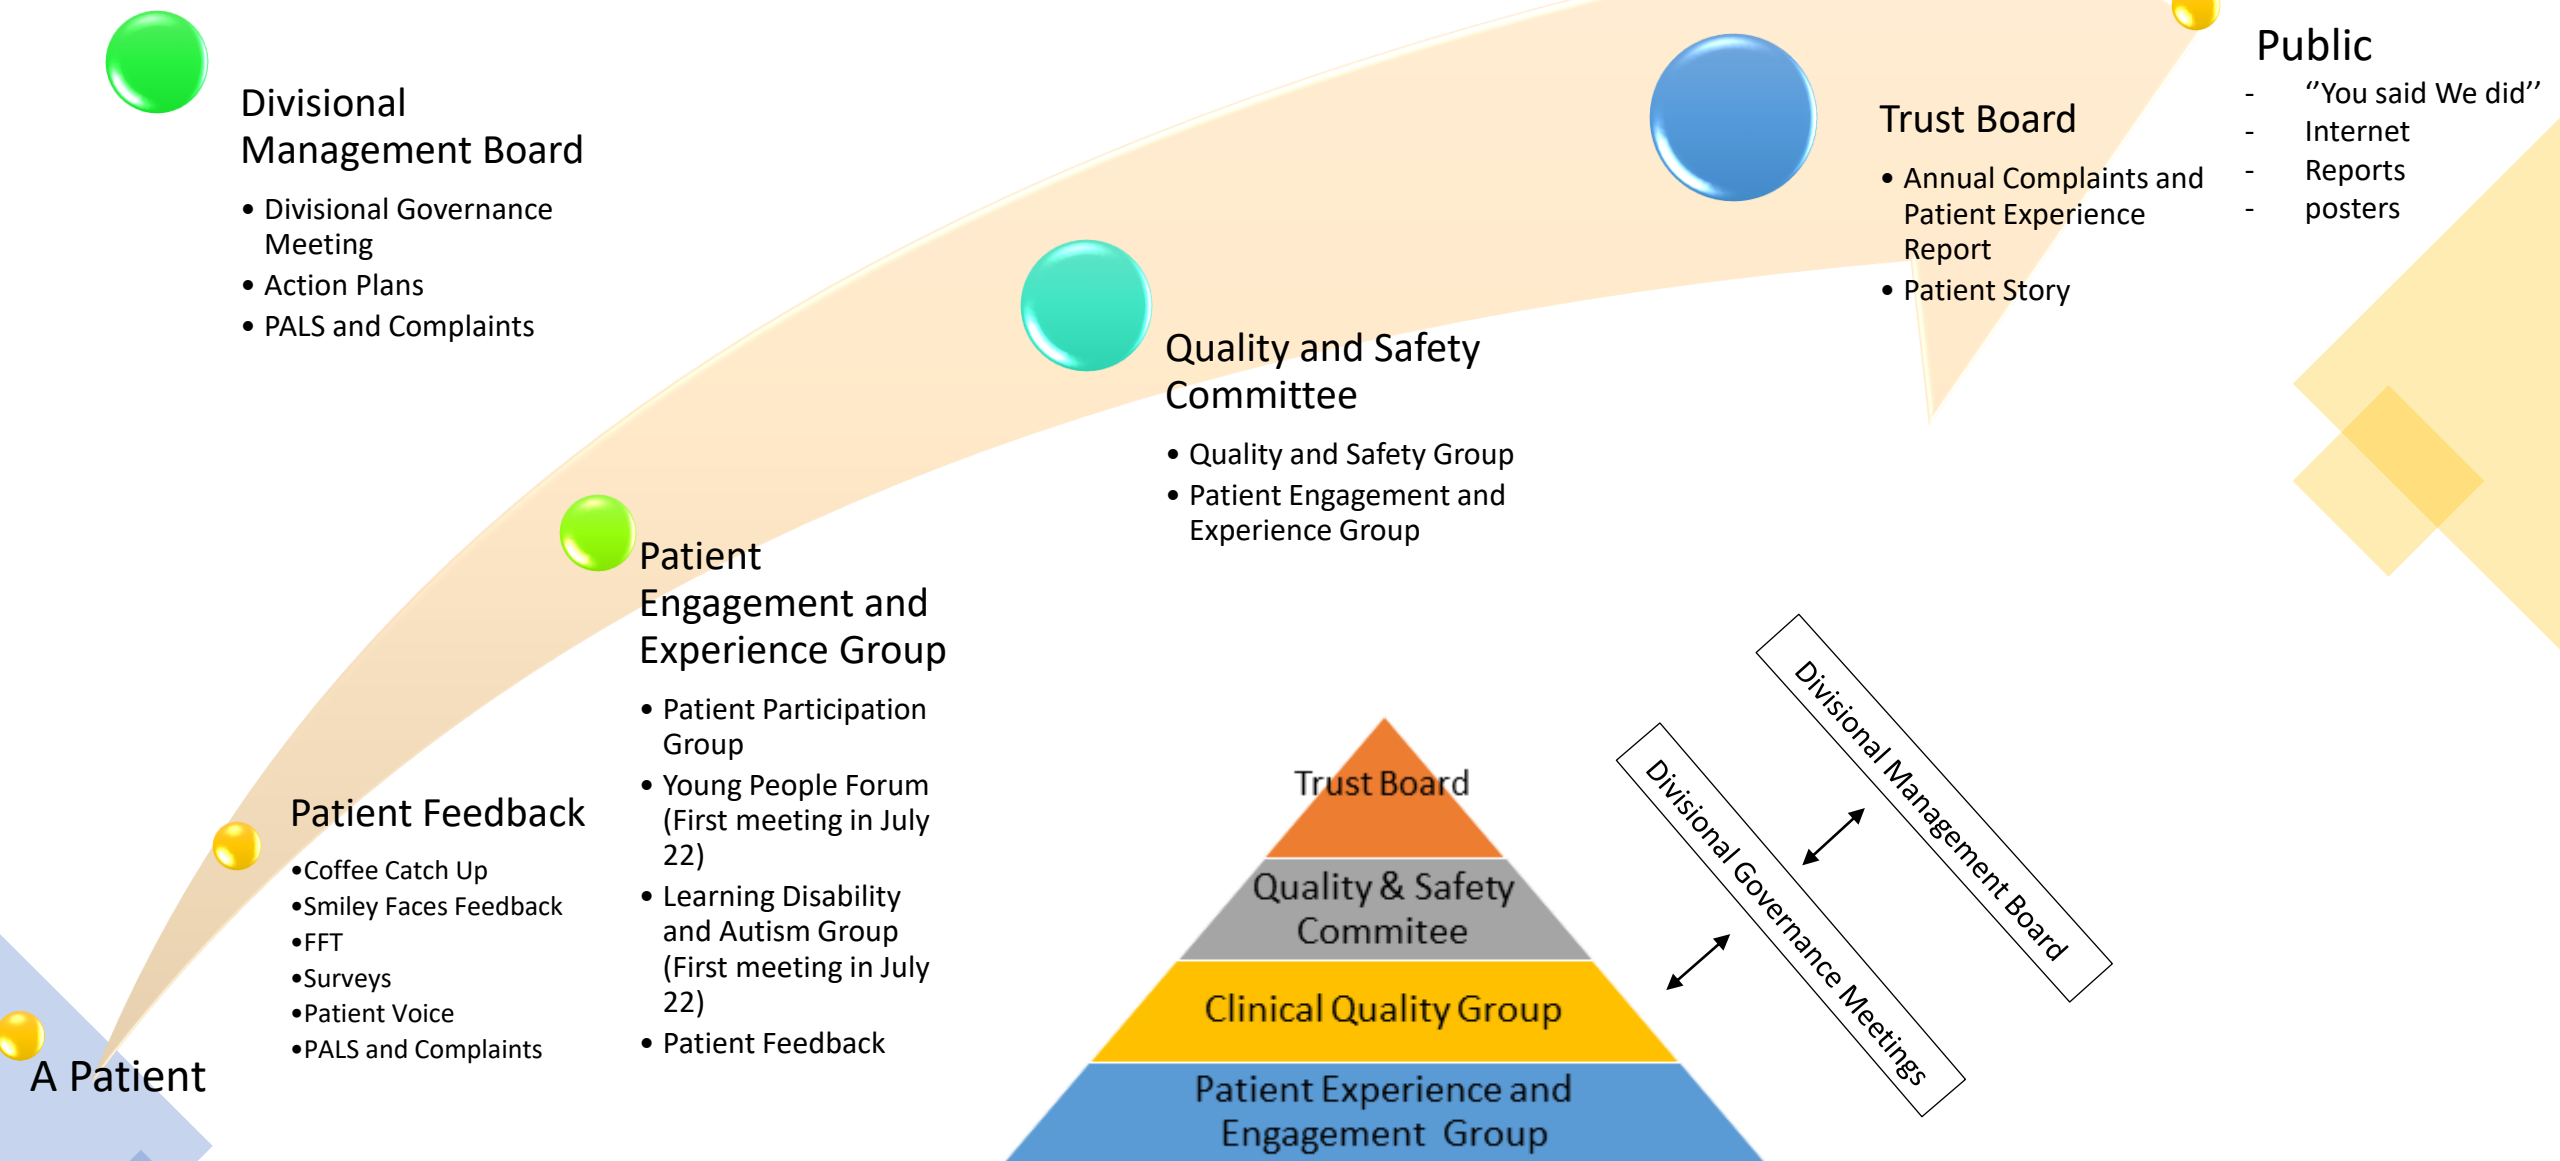 Divisional
Management Board
• Divisional Governance
Meeting
• Action Plans
• PALS and Complaints
Public
- ‘’You said We did’’
- Internet
- Reports
- posters
Trust Board
• Annual Complaints and
Patient Experience
Report
• Patient Story
Quality and Safety
Committee
• Quality and Safety Group
• Patient Engagement and
Experience Group
Patient
Engagement and
Experience Group
• Patient Participation
Group
• Young People Forum
(First meeting in July
22)
• Learning Disability
and Autism Group
(First meeting in July
22)
• Patient Feedback
Patient Feedback
•Coffee Catch Up
•Smiley Faces Feedback
•FFT
•Surveys
•Patient Voice
•PALS and Complaints
A Patient
Trust Board
Quality & Safety
Commitee
Clinical Quality Group
Patient Experience and
Engagement Group
Divisional Governance Meetings
Divisional Management Board